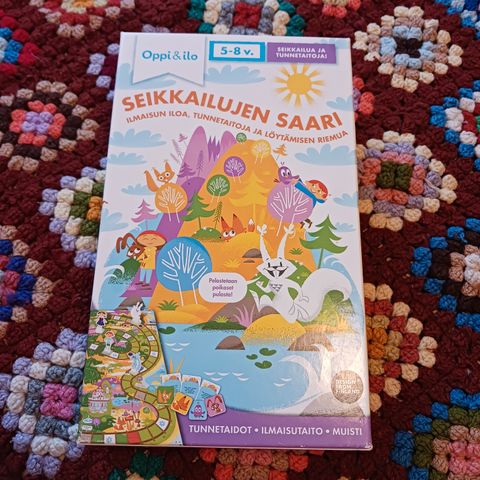 Oppi&ilo
5-8 v.
SEIKKAILUA JA
TUNNETAITOJA!
SEIKKAILUJEN SAARI
ILMAISUN ILOA, TUNNETAITOJA JA LÖYTÄMISEN RIEMUA
Pelastetaan
poikaset
pulasta!
DESIGN
FROM
FINLAND
TUNNETAIDOT • ILMAISUTAITO • MUISTI